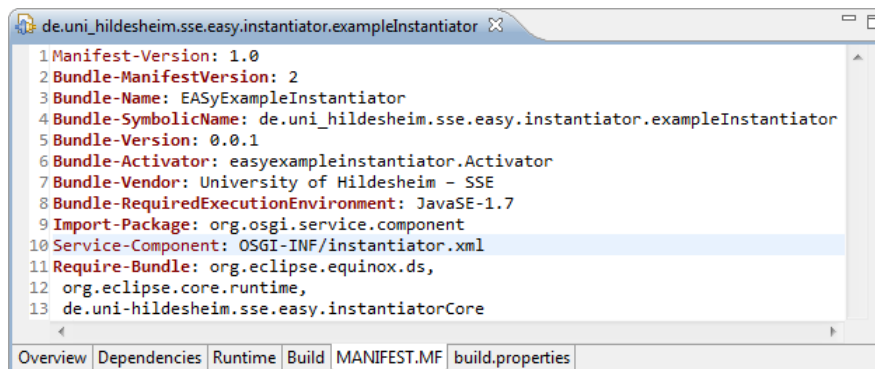 de.uni_hildesheim.sse.easy.instantiator.exampleInstantiator
1 Manifest-Version: 1.0
2 Bundle-ManifestVersion: 2
3 Bundle-Name: EASyExampleInstantiator
4 Bundle-SymbolicName: de.uni_hildesheim.sse.easy.instantiator.exampleInstantiator
5 Bundle-Version: 0.0.1
6 Bundle-Activator: easyexampleinstantiator.Activator
7 Bundle-Vendor: University of Hildesheim – SSE
8 Bundle-RequiredExecutionEnvironment: JavaSE-1.7
9 Import-Package: org.osgi.service.component
10 Service-Component: OSGI-INF/instantiator.xml
11 Require-Bundle: org.eclipse.equinox.ds,
12 org.eclipse.core.runtime,
13 de.uni-hildesheim.sse.easy.instantiatorCore
Overview Dependencies Runtime Build MANIFEST.MF build.properties